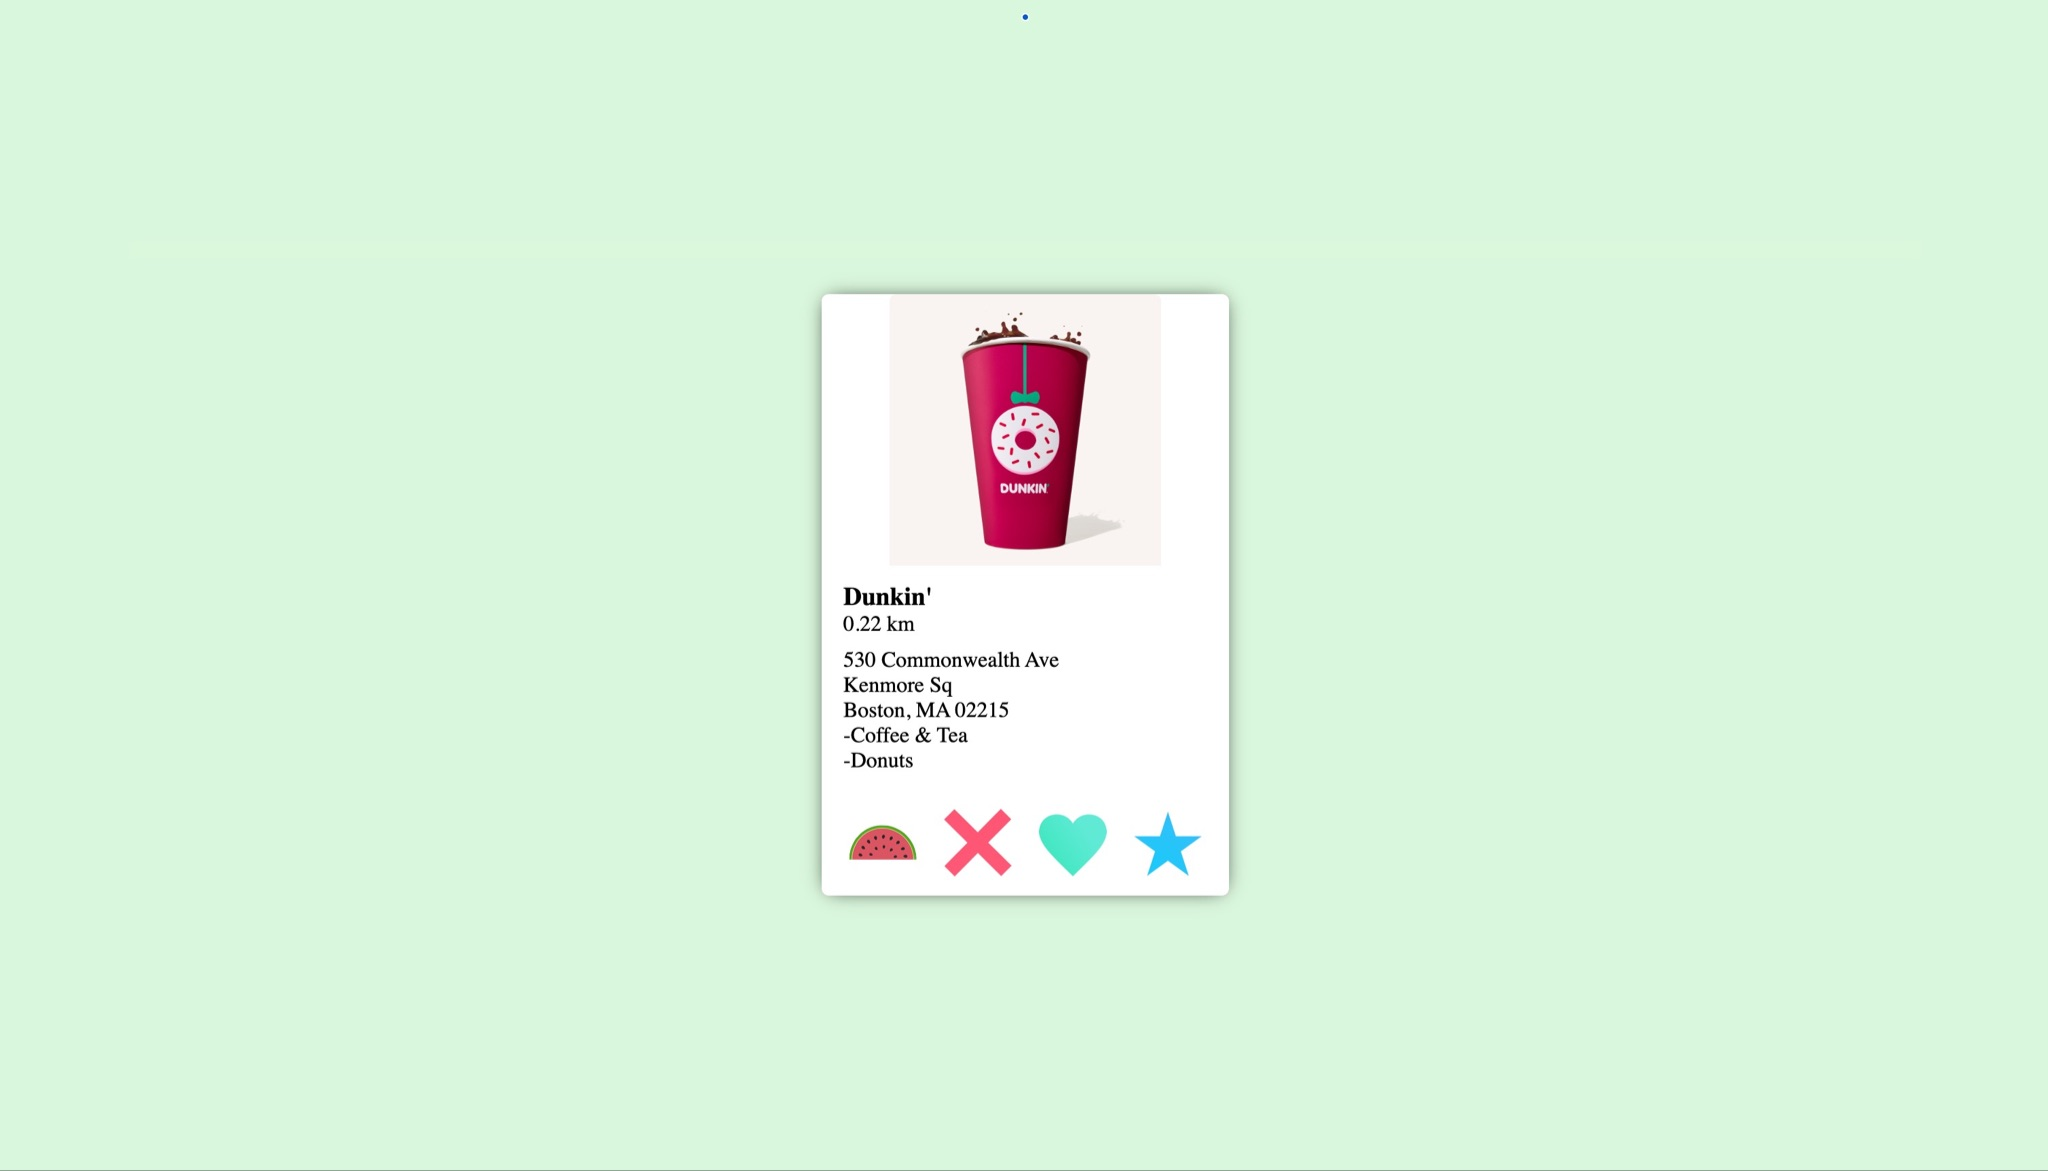 DUNKIN'
Dunkin'
0.22 km
530 Commonwealth Ave
Kenmore Sq
Boston, MA 02215
-Coffee & Tea
-Donuts